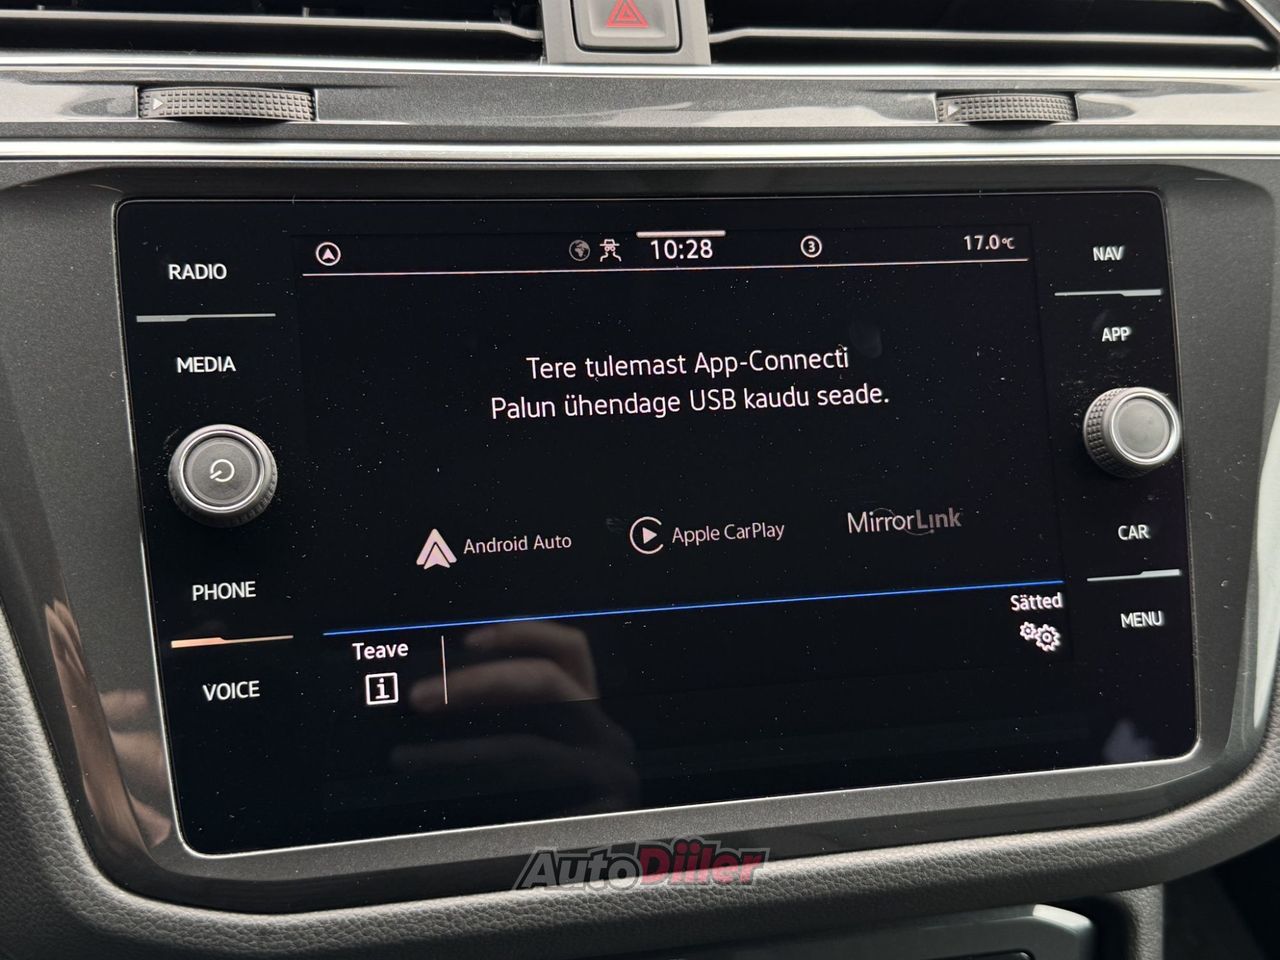 10:28
3
17.0°C
RADIO
MEDIA
PHONE
VOICE
NAV
APP
CAR
MENU
Tere tulemast App-Connecti
Palun ühendage USB kaudu seade.
Android Auto
Apple CarPlay
MirrorLink
Teave
i
Sätted
AutoDiiler